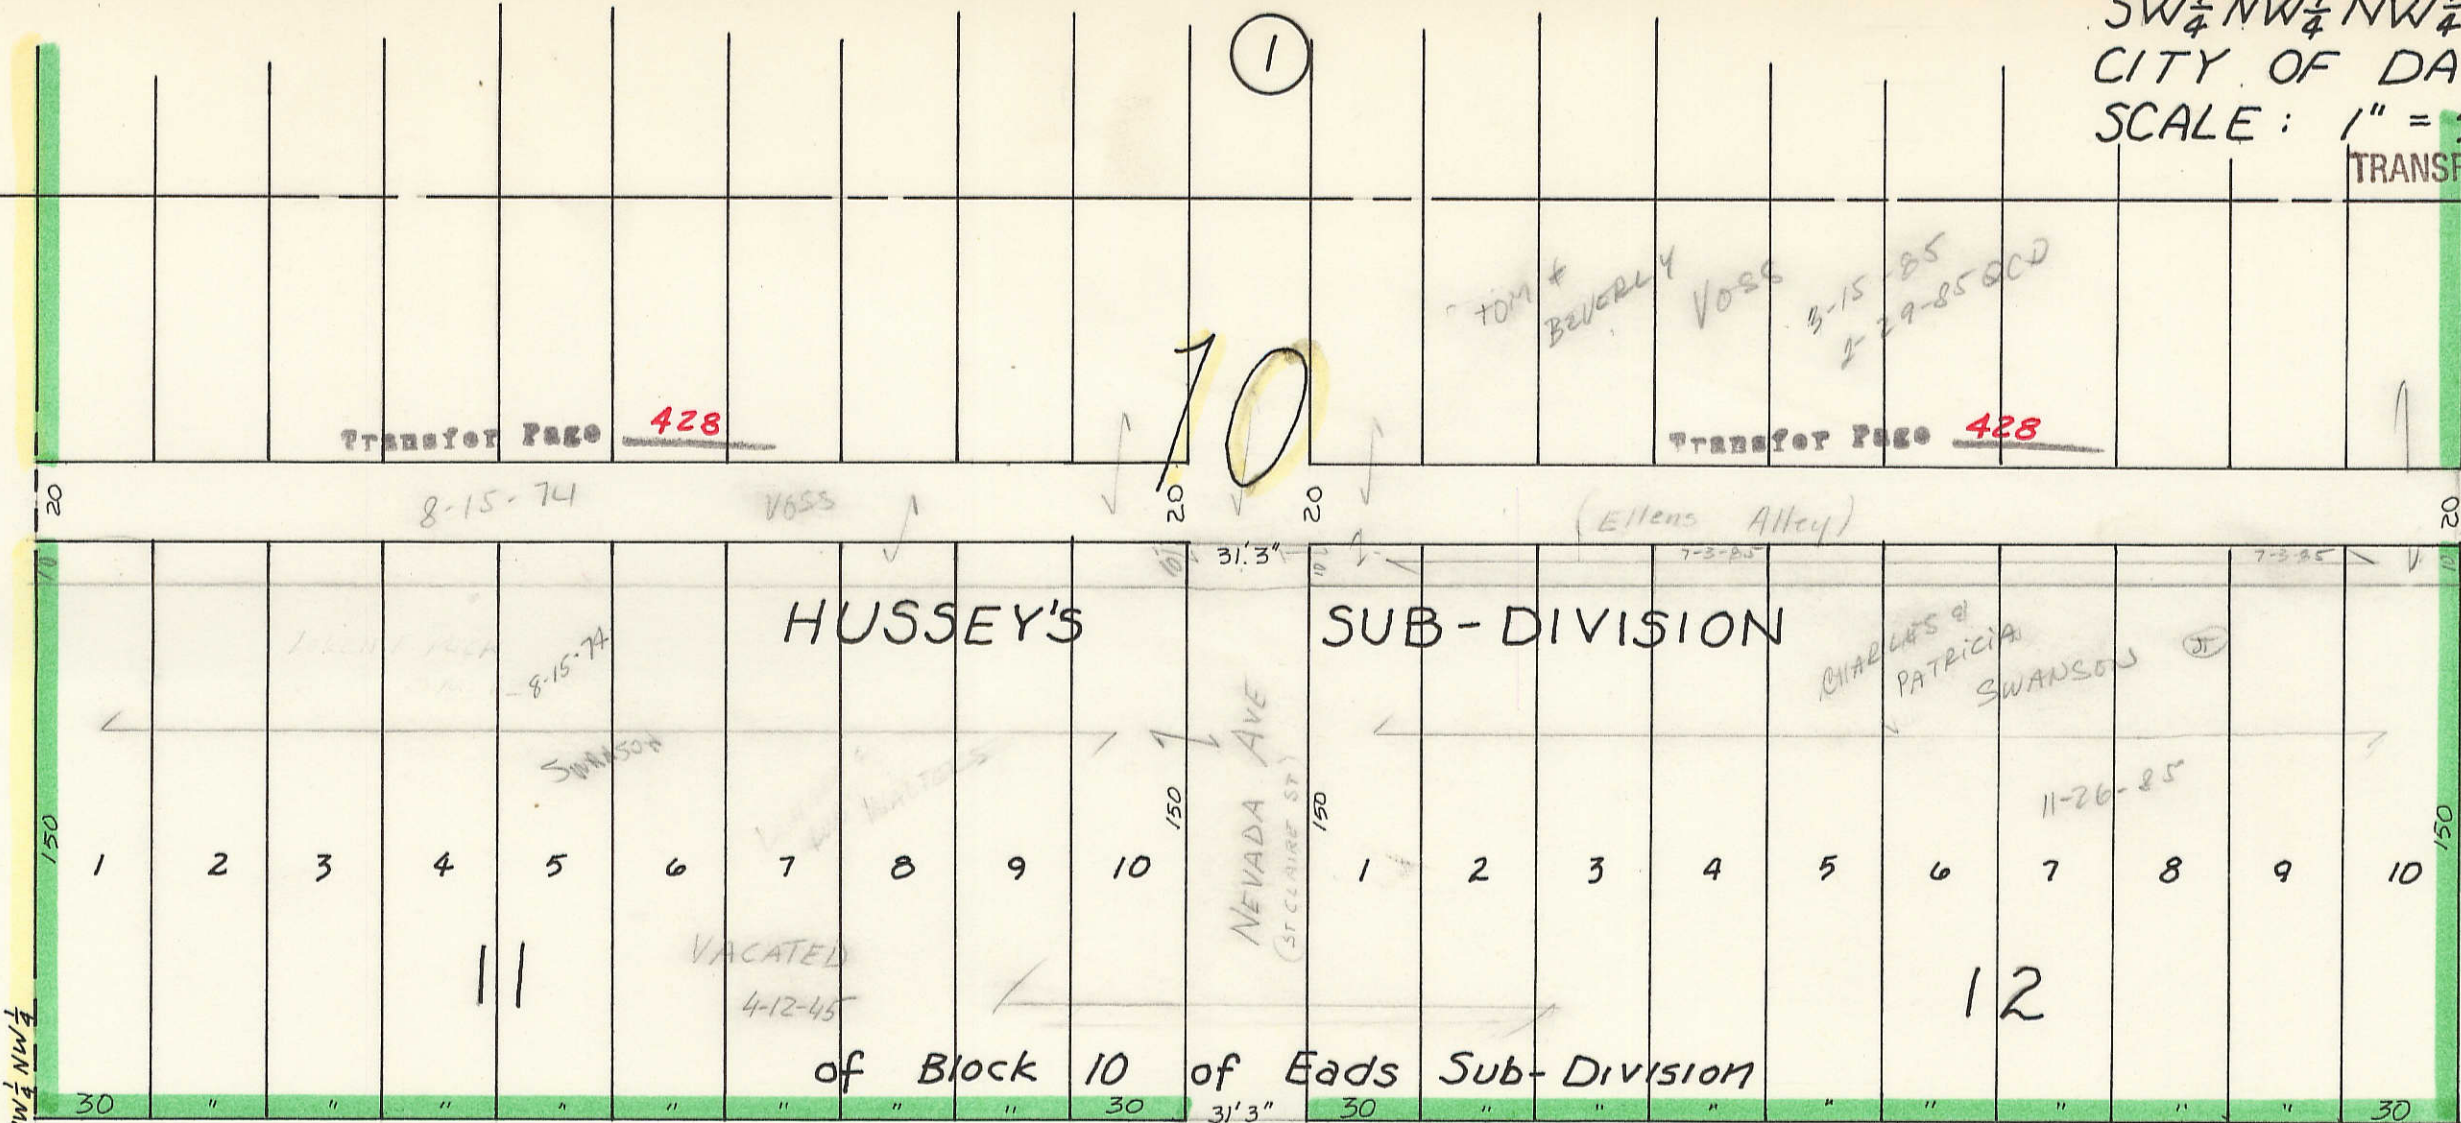 SW¼ NW¼ NW¼
CITY OF DA
SCALE: 1" =
TRANSF
1
TOM &
BEVERLY VOSS
3-15-85
2-29-85 QCD
10
Transfer Page 428
Transfer Page 428
20
8-15-74 VOSS
20
20
(Ellens Alley)
20
10
10
31'3"
10
7-3-85
7-3-85
10
HUSSEY'S SUB-DIVISION
8-15-74
SWANSON
CHARLES &
PATRICIA
SWANSON JT
11-26-85
NEVADA AVE
(ST CLAIRE ST)
150
150
150
150
1 2 3 4 5 6 7 8 9 10
1 2 3 4 5 6 7 8 9 10
VACATED
4-12-45
11
12
of Block 10 of Eads Sub-Division
NW¼ NW¼
30 " " " " " " " " 30
31'3"
30 " " " " " " " " 30